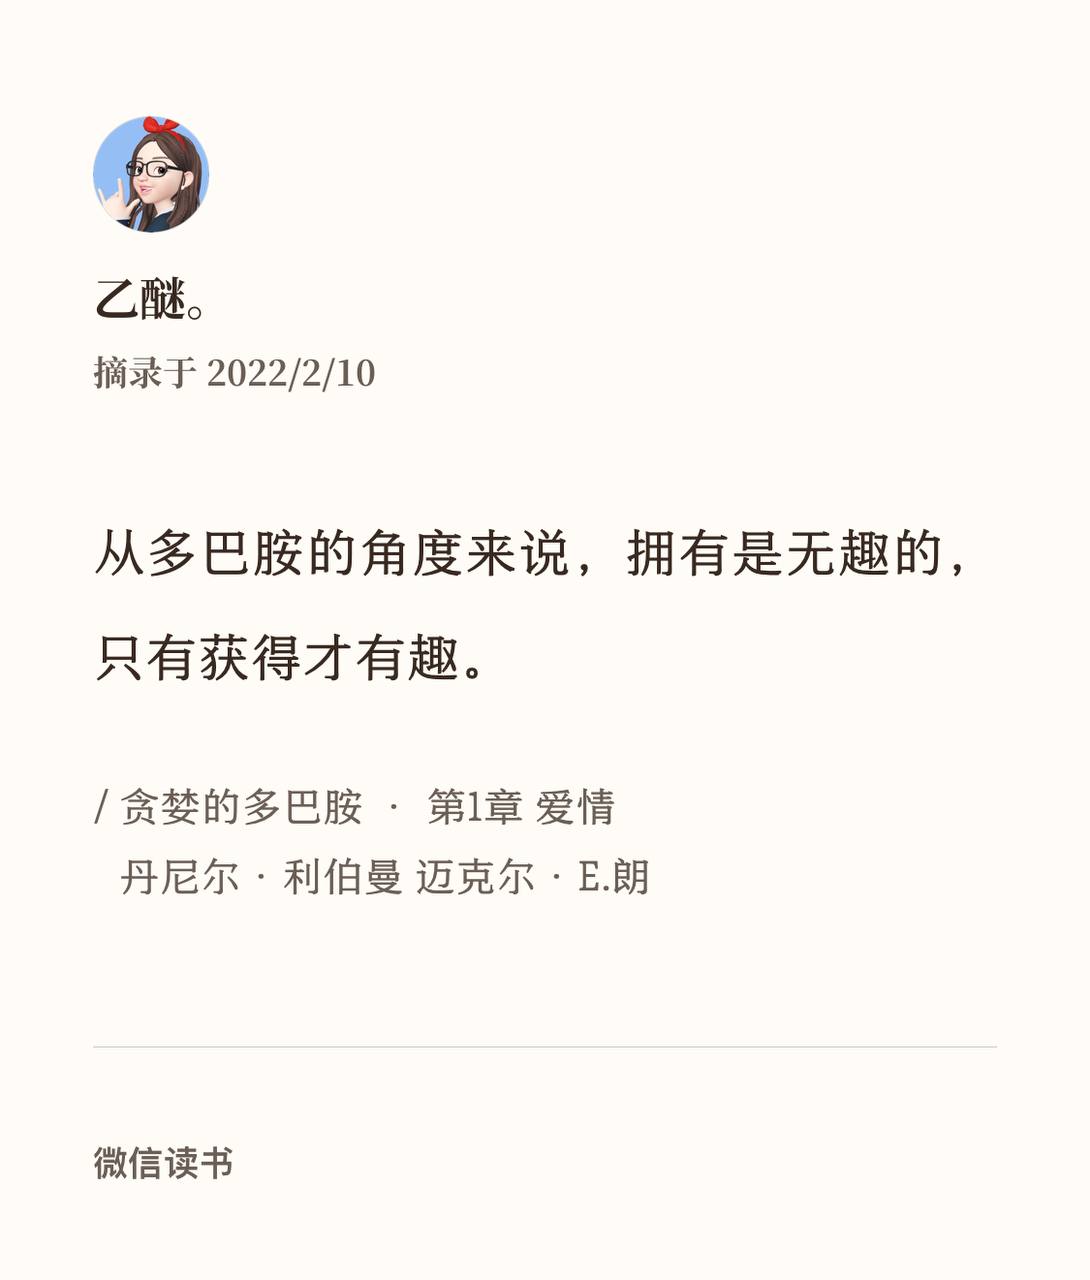 乙醚。
摘录于 2022/2/10
从多巴胺的角度来说，拥有是无趣的，
只有获得才有趣。
/ 贪婪的多巴胺 · 第1章 爱情
丹尼尔 · 利伯曼 迈克尔 · E.朗
微信读书